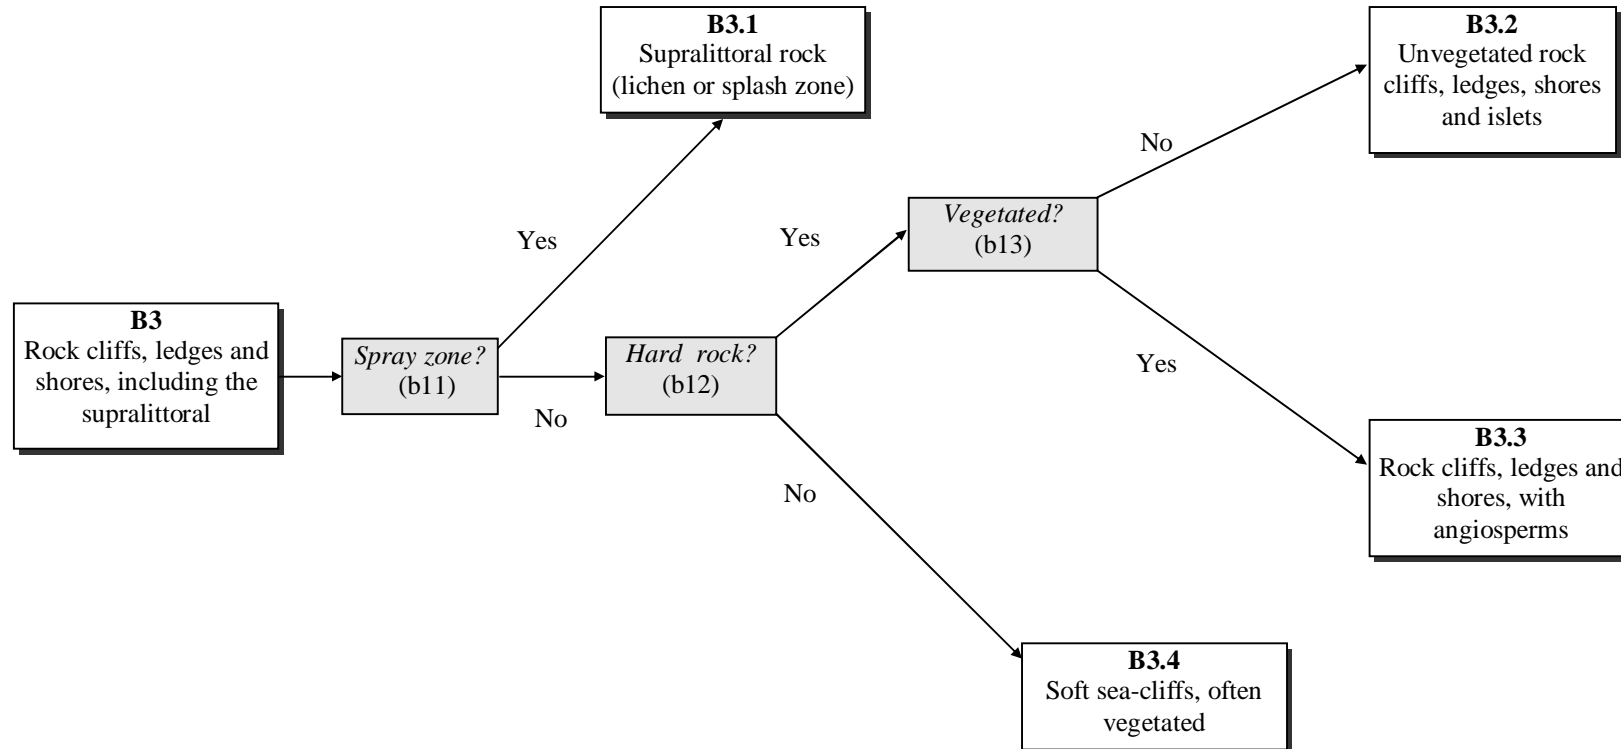 B3.1
Supralittoral rock
(lichen or splash zone)
B3.2
Unvegetated rock
cliffs, ledges, shores
and islets
No
Vegetated?
(b13)
Yes
Yes
B3
Rock cliffs, ledges and
shores, including the
supralittoral
Spray zone?
(b11)
Hard rock?
(b12)
Yes
No
B3.3
Rock cliffs, ledges and
shores, with
angiosperms
No
B3.4
Soft sea-cliffs, often
vegetated